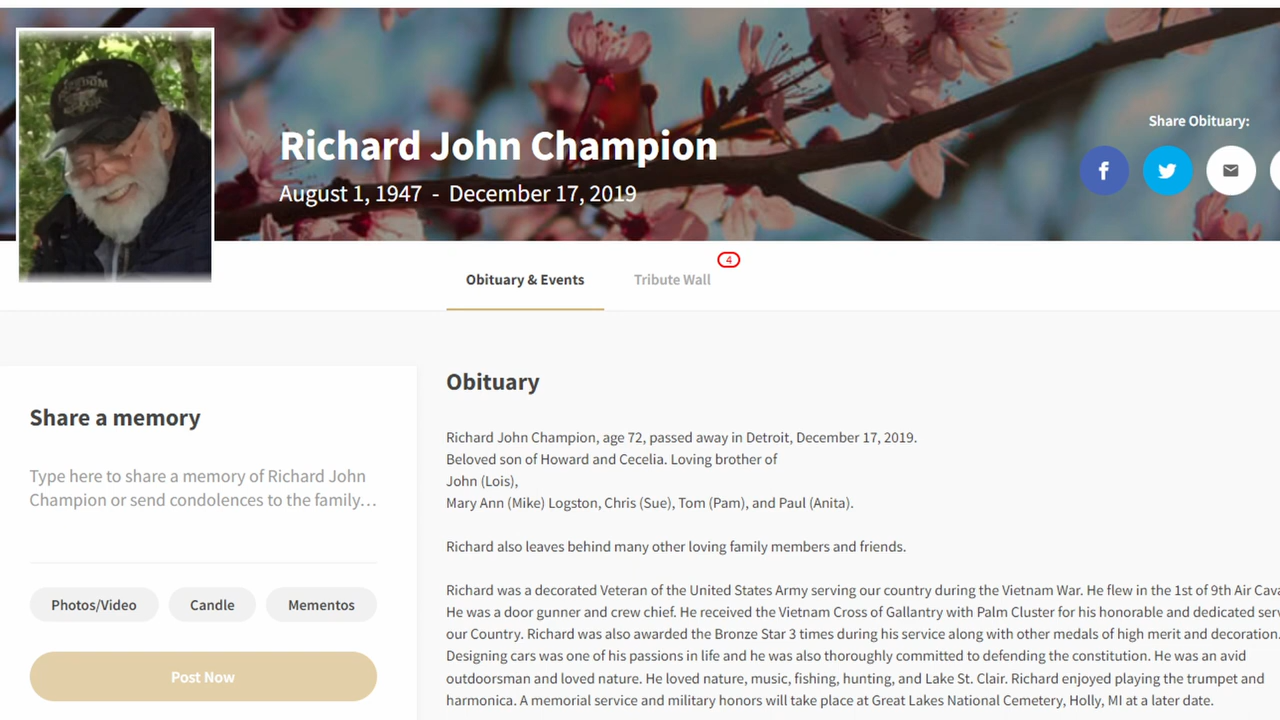 Richard John Champion
August 1, 1947 - December 17, 2019
Share Obituary:
Obituary & Events
Tribute Wall
4
Share a memory
Type here to share a memory of Richard John
Champion or send condolences to the family…
Photos/Video
Candle
Mementos
Post Now
Obituary
Richard John Champion, age 72, passed away in Detroit, December 17, 2019.
Beloved son of Howard and Cecelia. Loving brother of
John (Lois),
Mary Ann (Mike) Logston, Chris (Sue), Tom (Pam), and Paul (Anita).
Richard also leaves behind many other loving family members and friends.
Richard was a decorated Veteran of the United States Army serving our country during the Vietnam War. He flew in the 1st of 9th Air
He was a door gunner and crew chief. He received the Vietnam Cross of Gallantry with Palm Cluster for his honorable and dedicated
our Country. Richard was also awarded the Bronze Star 3 times during his service along with other medals of high merit and decoration.
Designing cars was one of his passions in life and he was also thoroughly committed to defending the constitution. He was an avid
outdoorsman and loved nature. He loved nature, music, fishing, hunting, and Lake St. Clair. Richard enjoyed playing the trumpet and
harmonica. A memorial service and military honors will take place at Great Lakes National Cemetery, Holly, MI at a later date.